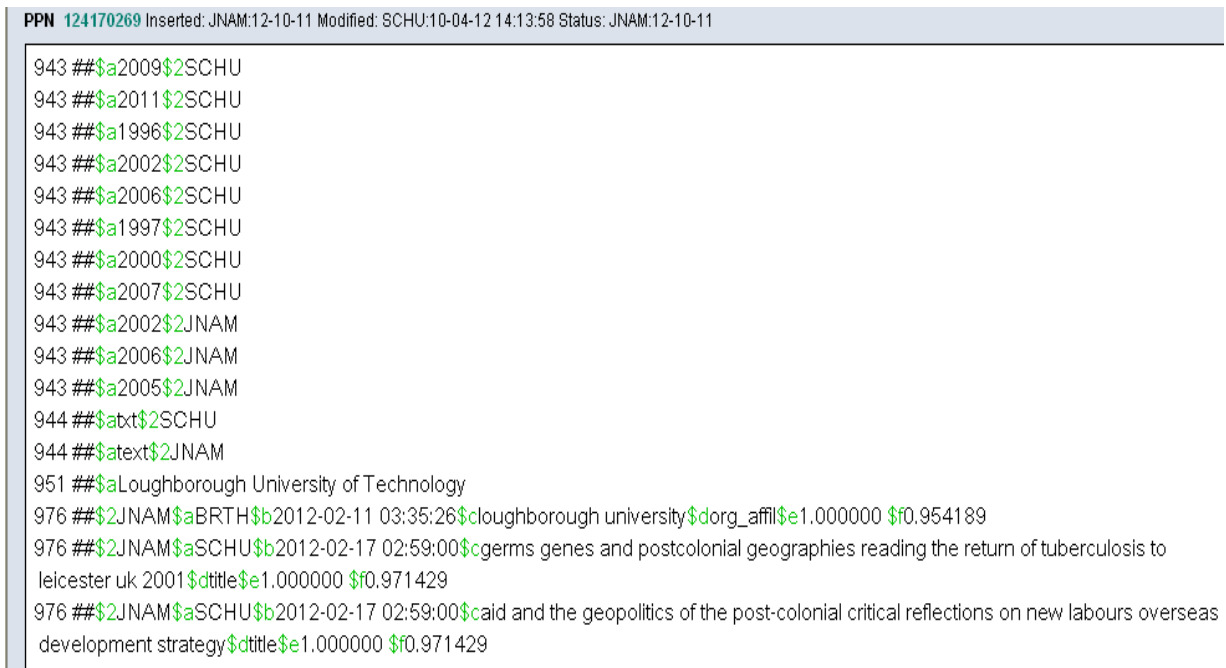 PPN 124170269 Inserted: JNAM:12-10-11 Modified: SCHU:10-04-12 14:13:58 Status: JNAM:12-10-11
943 ##$a2009$2SCHU
943 ##$a2011$2SCHU
943 ##$a1996$2SCHU
943 ##$a2002$2SCHU
943 ##$a2006$2SCHU
943 ##$a1997$2SCHU
943 ##$a2000$2SCHU
943 ##$a2007$2SCHU
943 ##$a2002$2JNAM
943 ##$a2006$2JNAM
943 ##$a2005$2JNAM
944 ##$atxt$2SCHU
944 ##$atext$2JNAM
951 ##$aLoughborough University of Technology
976 ##$2JNAM$aBRTH$b2012-02-11 03:35:26$cloughborough university$dorg_affil$e1.000000 $f0.954189
976 ##$2JNAM$aSCHU$b2012-02-17 02:59:00$cgerms genes and postcolonial geographies reading the return of tuberculosis to
leicester uk 2001$dtitle$e1.000000 $f0.971429
976 ##$2JNAM$aSCHU$b2012-02-17 02:59:00$caid and the geopolitics of the post-colonial critical reflections on new labours overseas
development strategy$dtitle$e1.000000 $f0.971429